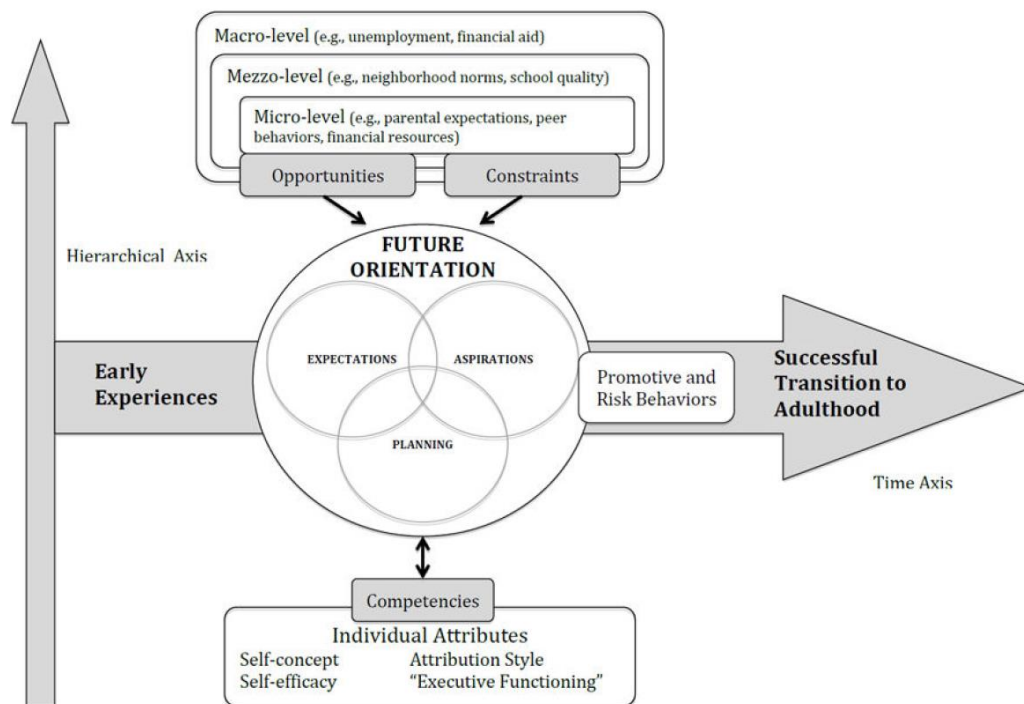 Macro-level (e.g., unemployment, financial aid)
Mezzo-level (e.g., neighborhood norms, school quality)
Micro-level (e.g., parental expectations, peer
behaviors, financial resources)
Opportunities
Constraints
Hierarchical Axis
FUTURE
ORIENTATION
EXPECTATIONS
ASPIRATIONS
PLANNING
Early
Experiences
Promotive and
Risk Behaviors
Successful
Transition to
Adulthood
Time Axis
Competencies
Individual Attributes
Self-concept
Attribution Style
Self-efficacy
“Executive Functioning”